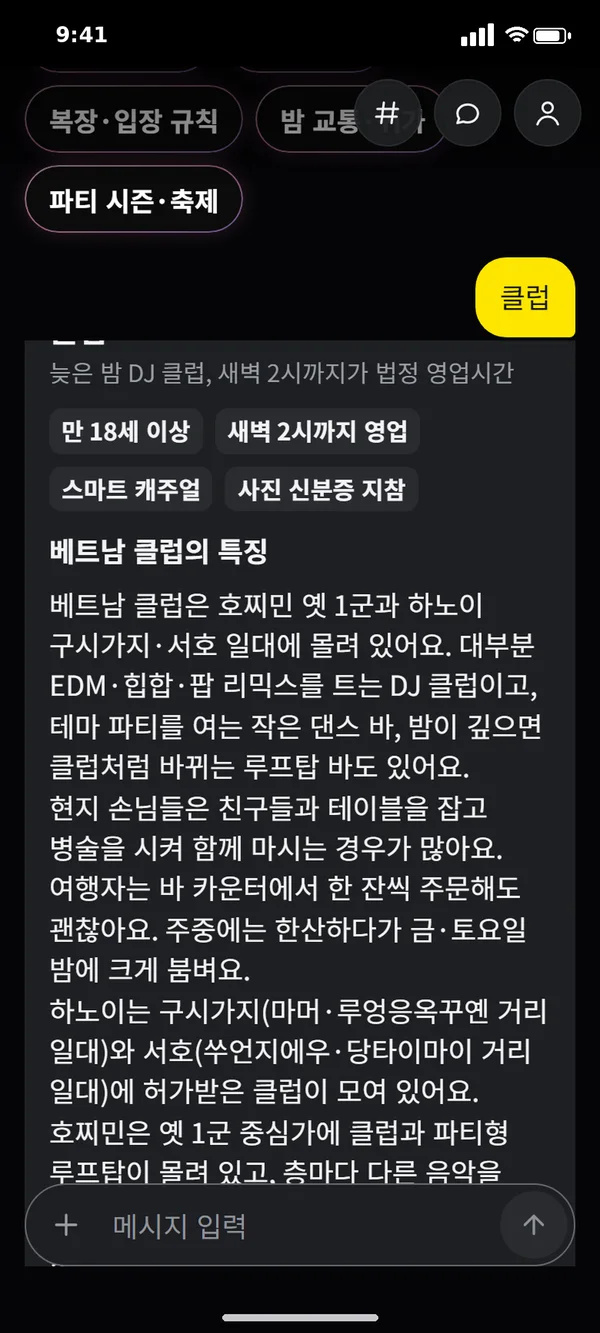 9:41
복장·입장 규칙
밤 교통·귀가
파티 시즌·축제
클럽
늦은 밤 DJ 클럽, 새벽 2시까지가 법정 영업시간
만 18세 이상
새벽 2시까지 영업
스마트 캐주얼
사진 신분증 지참
베트남 클럽의 특징
베트남 클럽은 호찌민 옛 1군과 하노이
구시가지·서호 일대에 몰려 있어요. 대부분
EDM·힙합·팝 리믹스를 트는 DJ 클럽이고,
테마 파티를 여는 작은 댄스 바, 밤이 깊으면
클럽처럼 바뀌는 루프탑 바도 있어요.
현지 손님들은 친구들과 테이블을 잡고
병술을 시켜 함께 마시는 경우가 많아요.
여행자는 바 카운터에서 한 잔씩 주문해도
괜찮아요. 주중에는 한산하다가 금·토요일
밤에 크게 붐벼요.
하노이는 구시가지(마머·루엉응옥꾸옌 거리
일대)와 서호(쑤언지에우·당타이마이 거리
일대)에 허가받은 클럽이 모여 있어요.
호찌민은 옛 1군 중심가에 클럽과 파티형
루프탑이 몰려 있고, 층마다 다른 음악을
메시지 입력